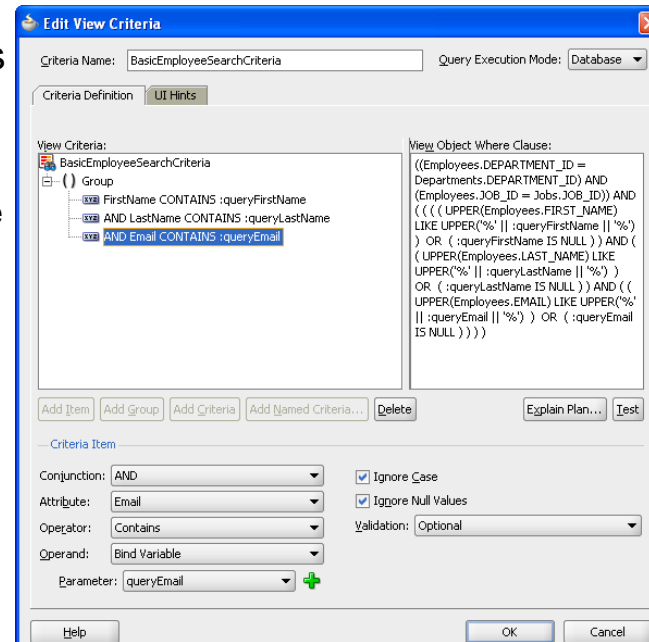 Edit View Criteria
s
Criteria Name: BasicEmployeeSearchCriteria Query Execution Mode: Database
Criteria Definition UI Hints
View Criteria: View Object Where Clause:
BasicEmployeeSearchCriteria
( ) Group
FirstName CONTAINS :queryFirstName
e
AND LastName CONTAINS :queryLastName
AND Email CONTAINS :queryEmail
((Employees.DEPARTMENT_ID =
Departments.DEPARTMENT_ID) AND
(Employees.JOB_ID = Jobs.JOB_ID)) AND
( ( ( ( UPPER(Employees.FIRST_NAME)
LIKE UPPER('%' || :queryFirstName || '%')
) OR ( :queryFirstName IS NULL ) ) AND (
( UPPER(Employees.LAST_NAME) LIKE
UPPER('%' || :queryLastName || '%') )
OR ( :queryLastName IS NULL ) ) AND ( (
UPPER(Employees.EMAIL) LIKE UPPER('%'
|| :queryEmail || '%') ) OR ( :queryEmail
IS NULL ) ) ) )
Add Item Add Group Add Criteria Add Named Criteria... Delete Explain Plan... Test
Criteria Item
Conjunction: AND Ignore Case
Attribute: Email Ignore Null Values
Operator: Contains Validation: Optional
Operand: Bind Variable
Parameter: queryEmail
Help OK Cancel